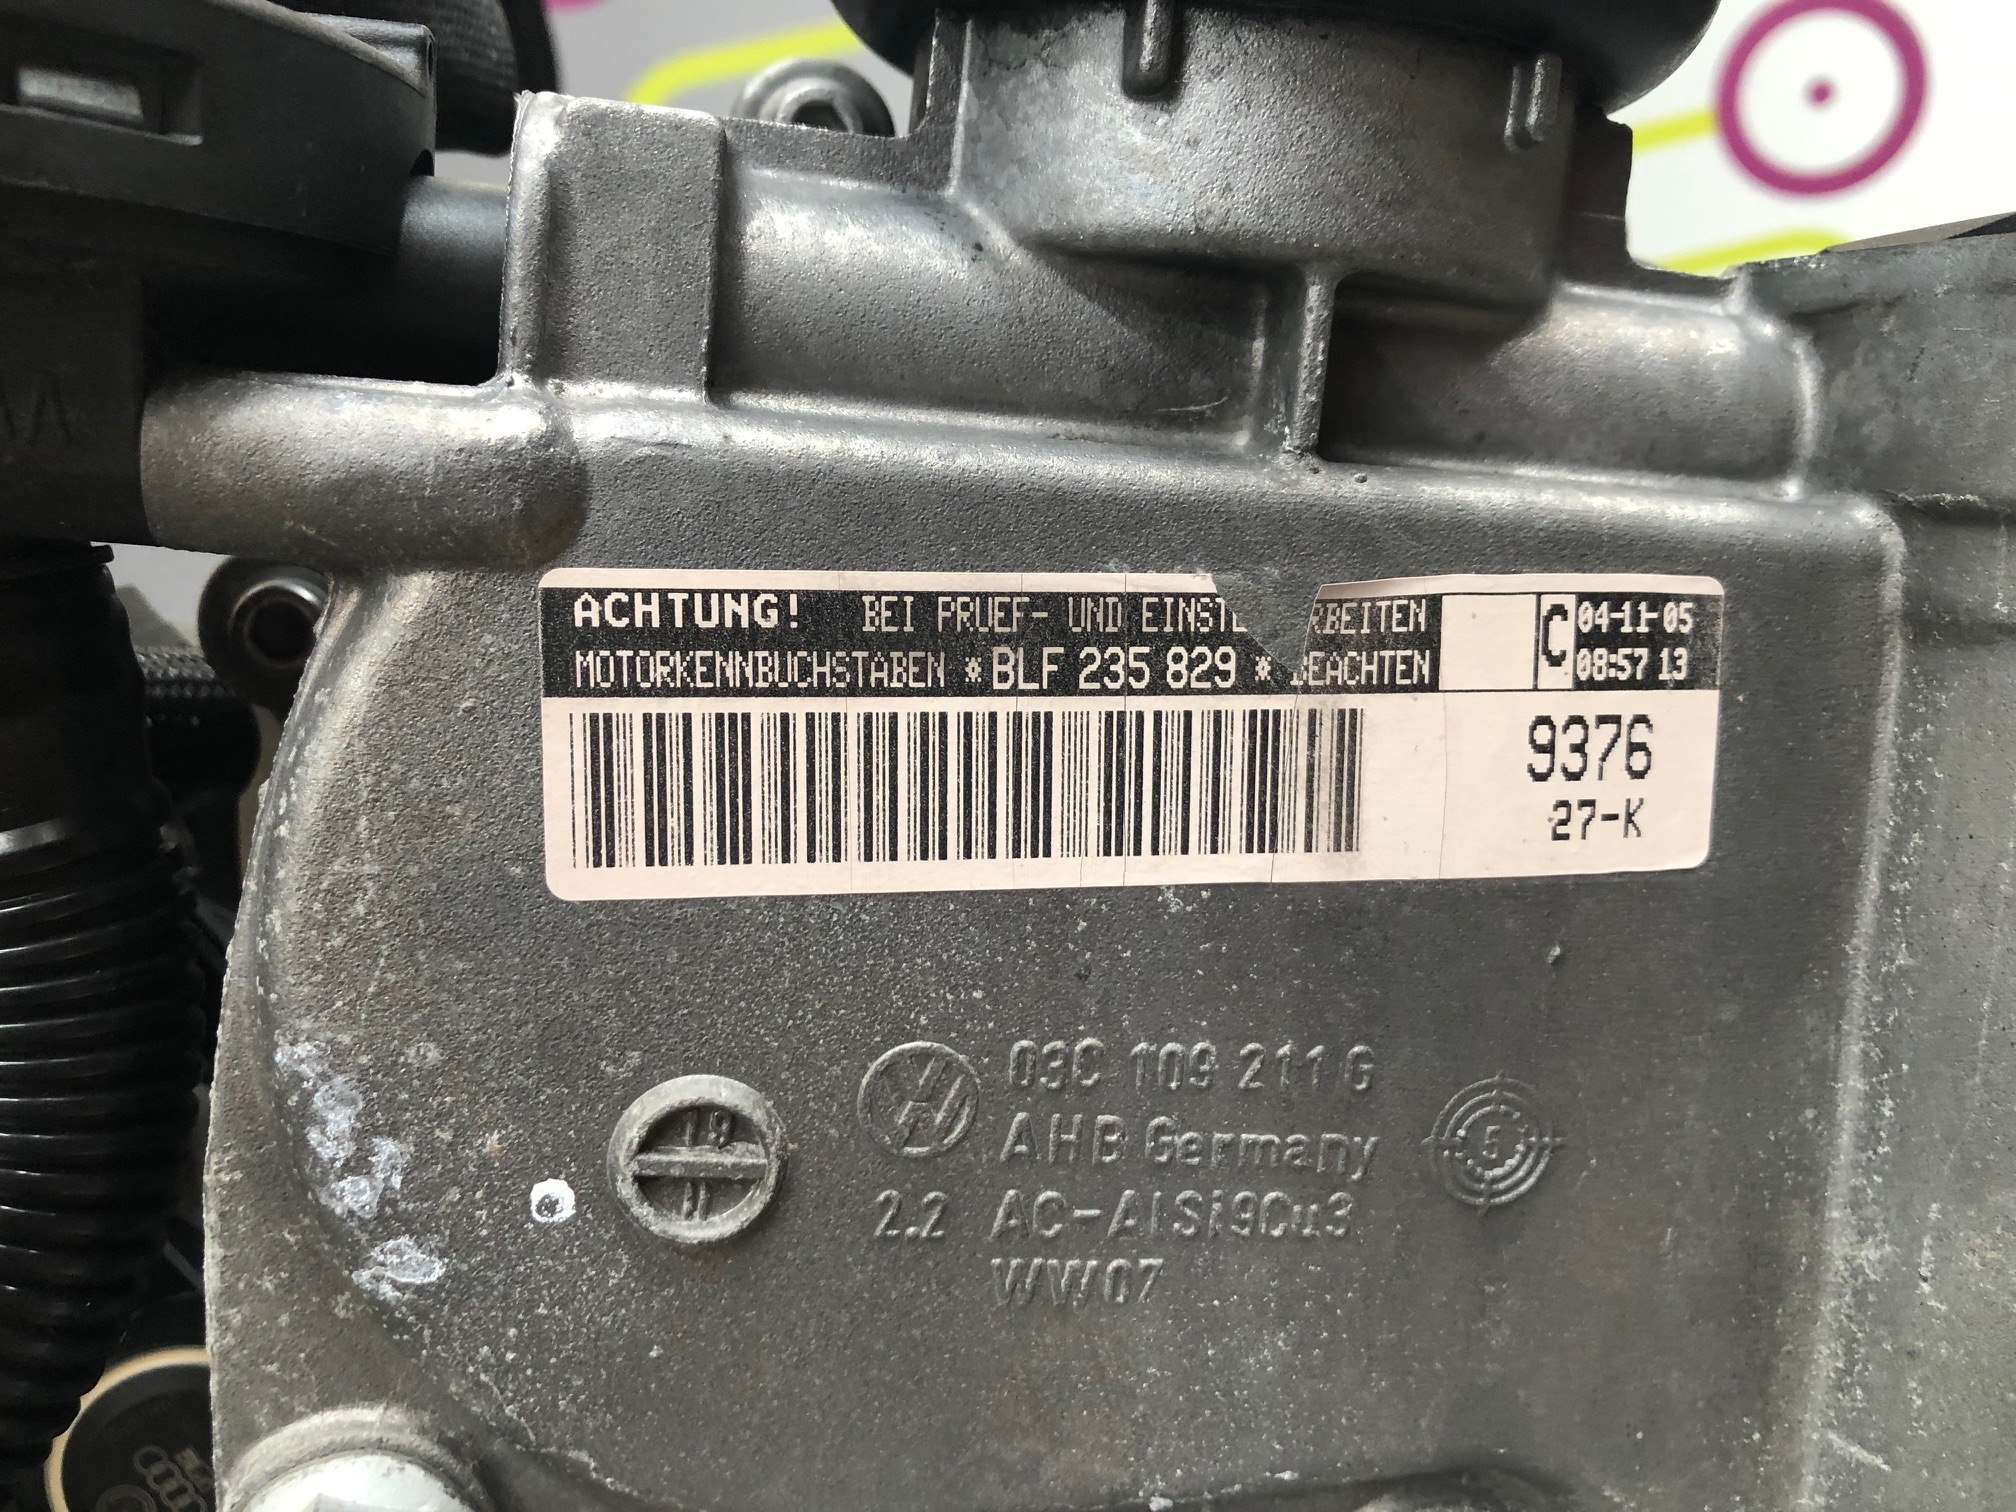 ACHTUNG! BEI PRUEF- UND EINSTE RBEITEN
MOTORKENNBUCHSTABEN *BLF 235 829 * BEACHTEN
C
04-11-05
08:57 13
9376
27-K
03C 109 211 G
AHB Germany
2.2 AC-AlSi9Cu3
WW07
5